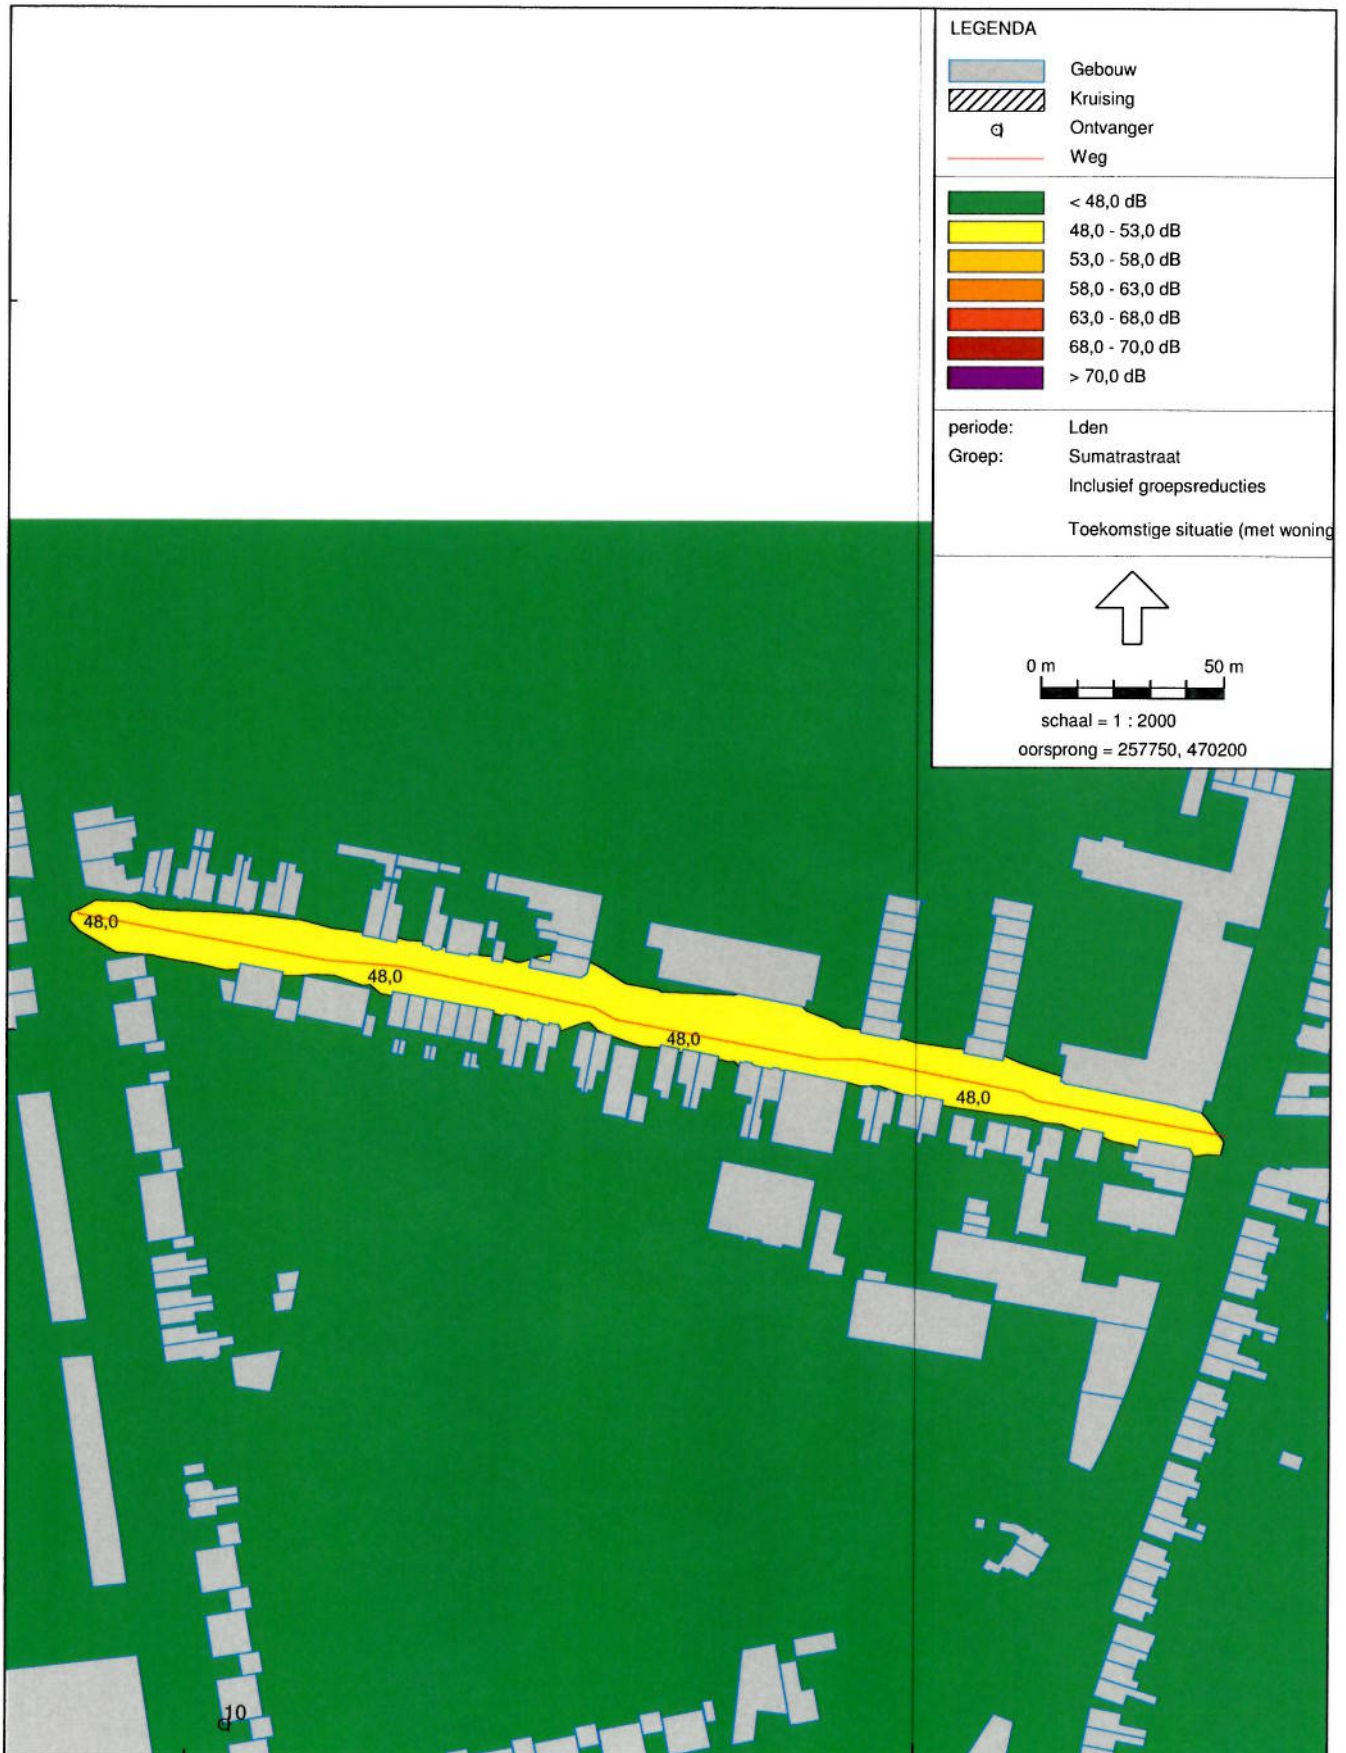 LEGENDA
Gebouw
Kruising
Ontvanger
Weg
< 48,0 dB
48,0 - 53,0 dB
53,0 - 58,0 dB
58,0 - 63,0 dB
63,0 - 68,0 dB
68,0 - 70,0 dB
> 70,0 dB
periode: Lden
Groep: Sumatrastraat
Inclusief groepsreducties
Toekomstige situatie (met woning
0 m 50 m
schaal = 1 : 2000
oorsprong = 257750, 470200
48,0
48,0
48,0
48,0
10